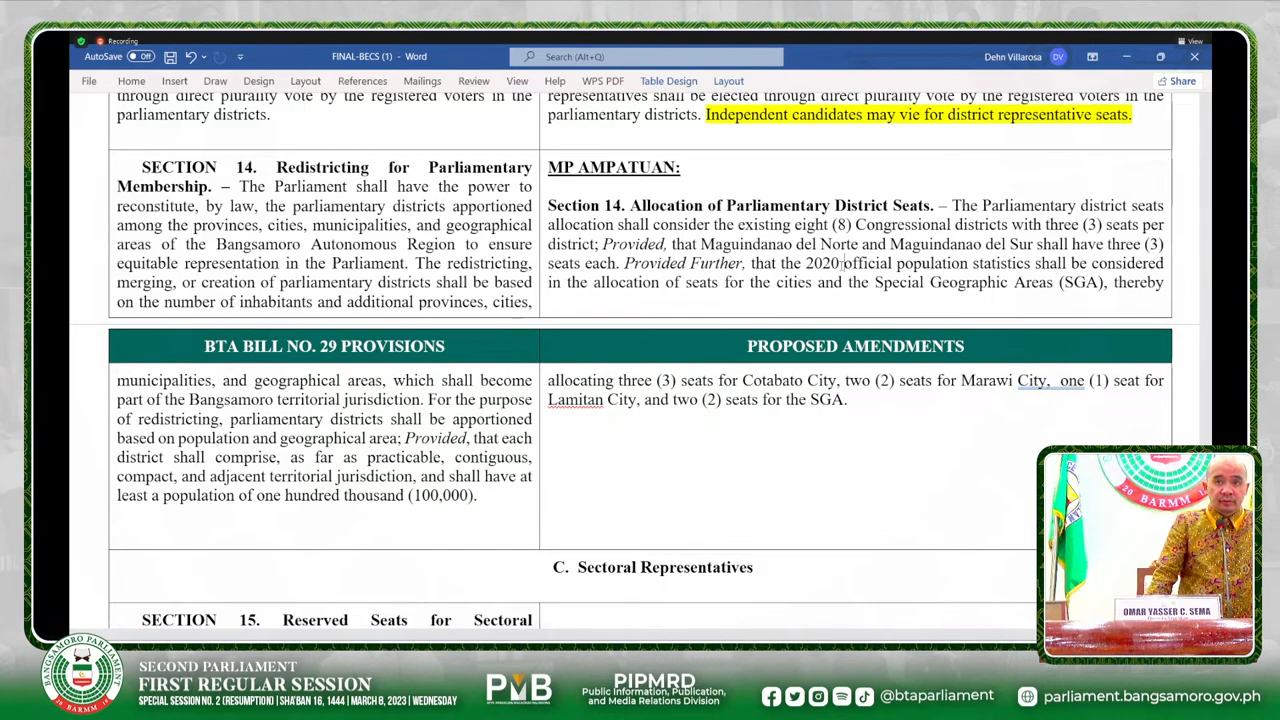 Recording
View
AutoSave Off
FINAL-BECS (1) - Word
Search (Alt+Q)
Dehn Villarosa DV
File Home Insert Draw Design Layout References Mailings Review View Help WPS PDF Table Design Layout Share
through direct plurality vote by the registered voters in the
parliamentary districts.
representatives shall be elected through direct plurality vote by the registered voters in the
parliamentary districts. Independent candidates may vie for district representative seats.
SECTION 14. Redistricting for Parliamentary
Membership. – The Parliament shall have the power to
reconstitute, by law, the parliamentary districts apportioned
among the provinces, cities, municipalities, and geographical
areas of the Bangsamoro Autonomous Region to ensure
equitable representation in the Parliament. The redistricting,
merging, or creation of parliamentary districts shall be based
on the number of inhabitants and additional provinces, cities,
MP AMPATUAN:
Section 14. Allocation of Parliamentary District Seats. – The Parliamentary district seats
allocation shall consider the existing eight (8) Congressional districts with three (3) seats per
district; Provided, that Maguindanao del Norte and Maguindanao del Sur shall have three (3)
seats each. Provided Further, that the 2020 official population statistics shall be considered
in the allocation of seats for the cities and the Special Geographic Areas (SGA), thereby
BTA BILL NO. 29 PROVISIONS
PROPOSED AMENDMENTS
municipalities, and geographical areas, which shall become
part of the Bangsamoro territorial jurisdiction. For the purpose
of redistricting, parliamentary districts shall be apportioned
based on population and geographical area; Provided, that each
district shall comprise, as far as practicable, contiguous,
compact, and adjacent territorial jurisdiction, and shall have at
least a population of one hundred thousand (100,000).
allocating three (3) seats for Cotabato City, two (2) seats for Marawi City, one (1) seat for
Lamitan City, and two (2) seats for the SGA.
C. Sectoral Representatives
SECTION 15. Reserved Seats for Sectoral
OMAR YASSER C. SEMA
BANGSAMORO PARLIAMENT
SECOND PARLIAMENT
FIRST REGULAR SESSION
SPECIAL SESSION NO. 2 (RESUMPTION) | SHA'BAN 16, 1444 | MARCH 8, 2023 | WEDNESDAY
PMB
PIPMRD
Public Information, Publication,
and Media Relations Division
@btaparliament
parliament.bangsamoro.gov.ph